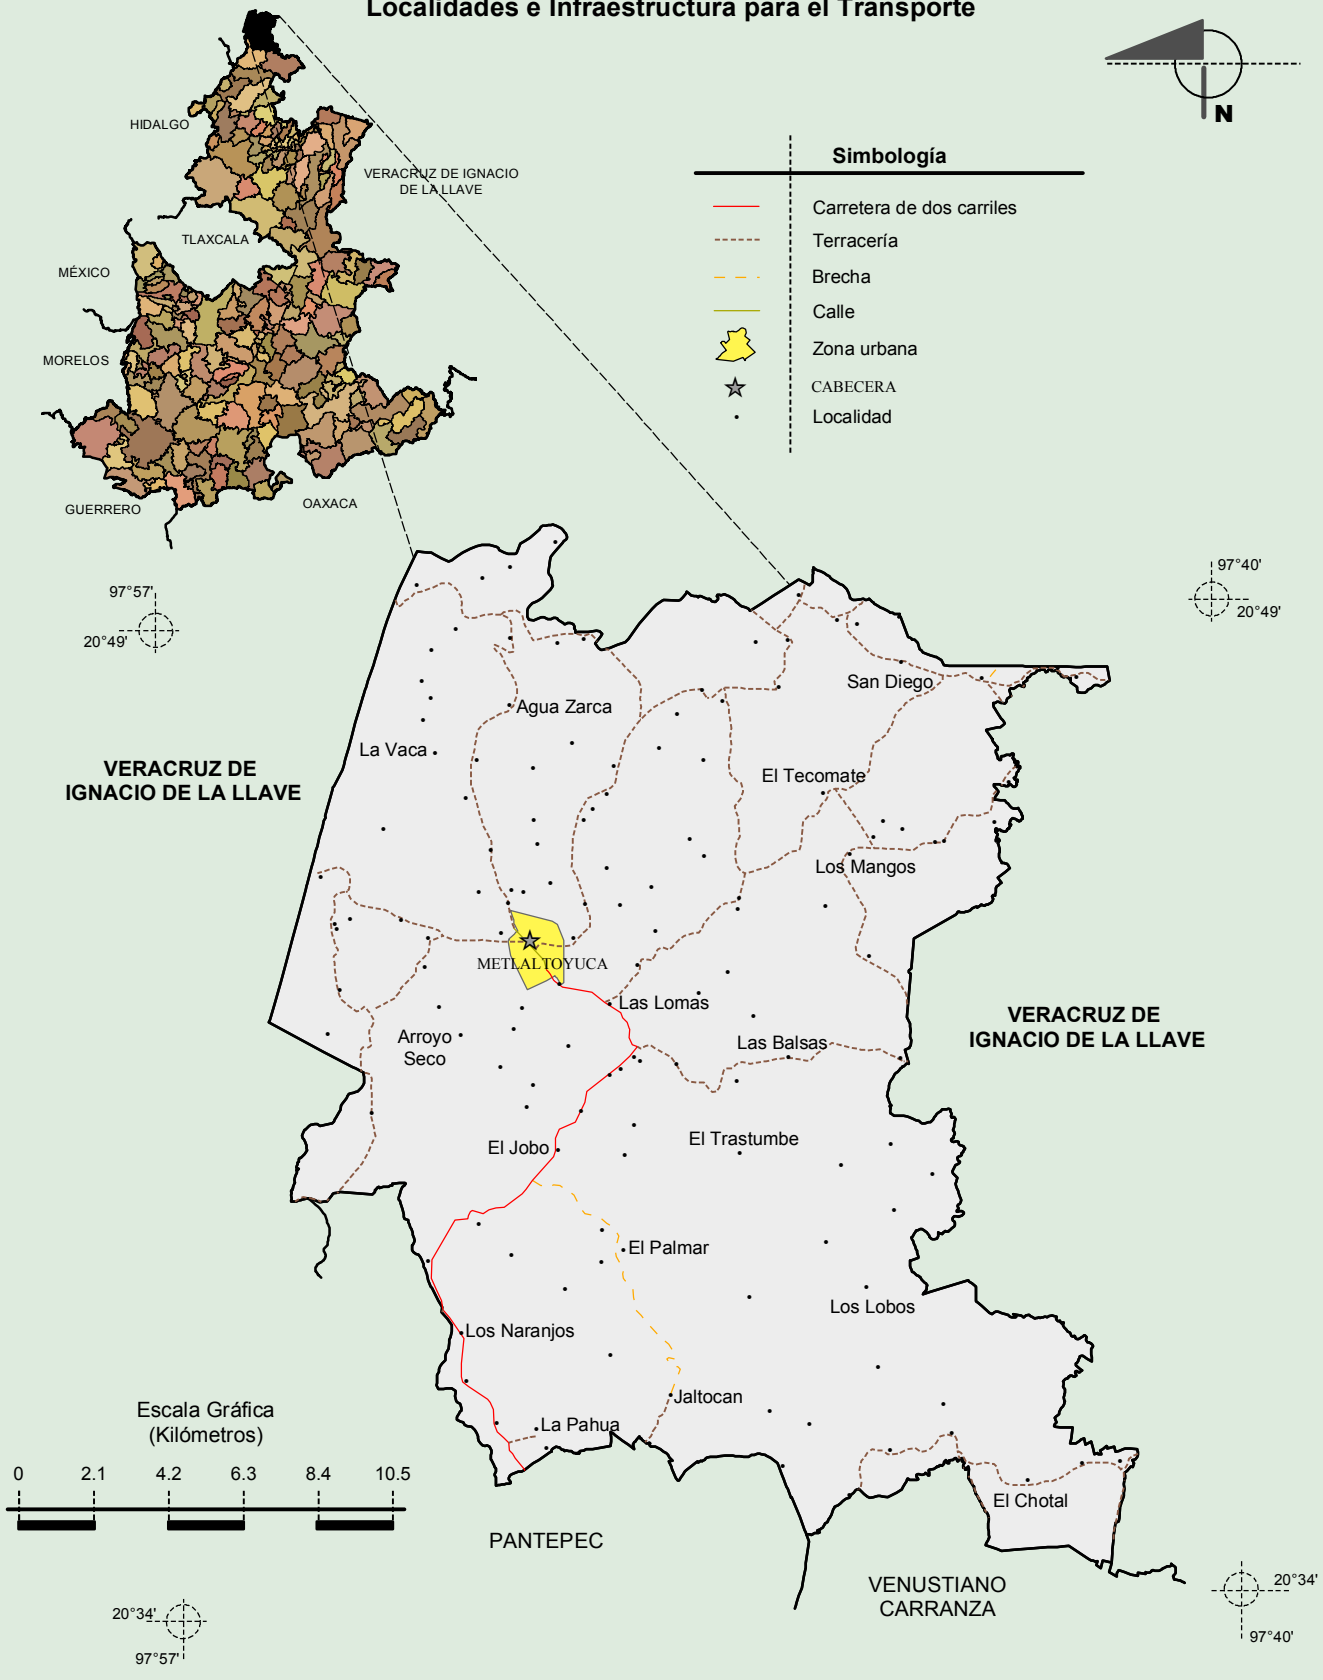 Localidades e Infraestructura para el Transporte
N
HIDALGO
VERACRUZ DE IGNACIO
DE LA LLAVE
TLAXCALA
MÉXICO
MORELOS
GUERRERO
OAXACA
Simbología
Carretera de dos carriles
Terracería
Brecha
Calle
Zona urbana
CABECERA
Localidad
97°57'
20°49'
97°40'
20°49'
San Diego
Agua Zarca
La Vaca
VERACRUZ DE
IGNACIO DE LA LLAVE
El Tecomate
Los Mangos
METLALTOYUCA
Las Lomas
VERACRUZ DE
IGNACIO DE LA LLAVE
Arroyo
Seco
Las Balsas
El Jobo
El Trastumbe
El Palmar
Los Lobos
Los Naranjos
Jaltocan
La Pahua
Escala Gráfica
(Kilómetros)
0 2.1 4.2 6.3 8.4 10.5
El Chotal
PANTEPEC
VENUSTIANO
CARRANZA
20°34'
97°57'
20°34'
97°40'